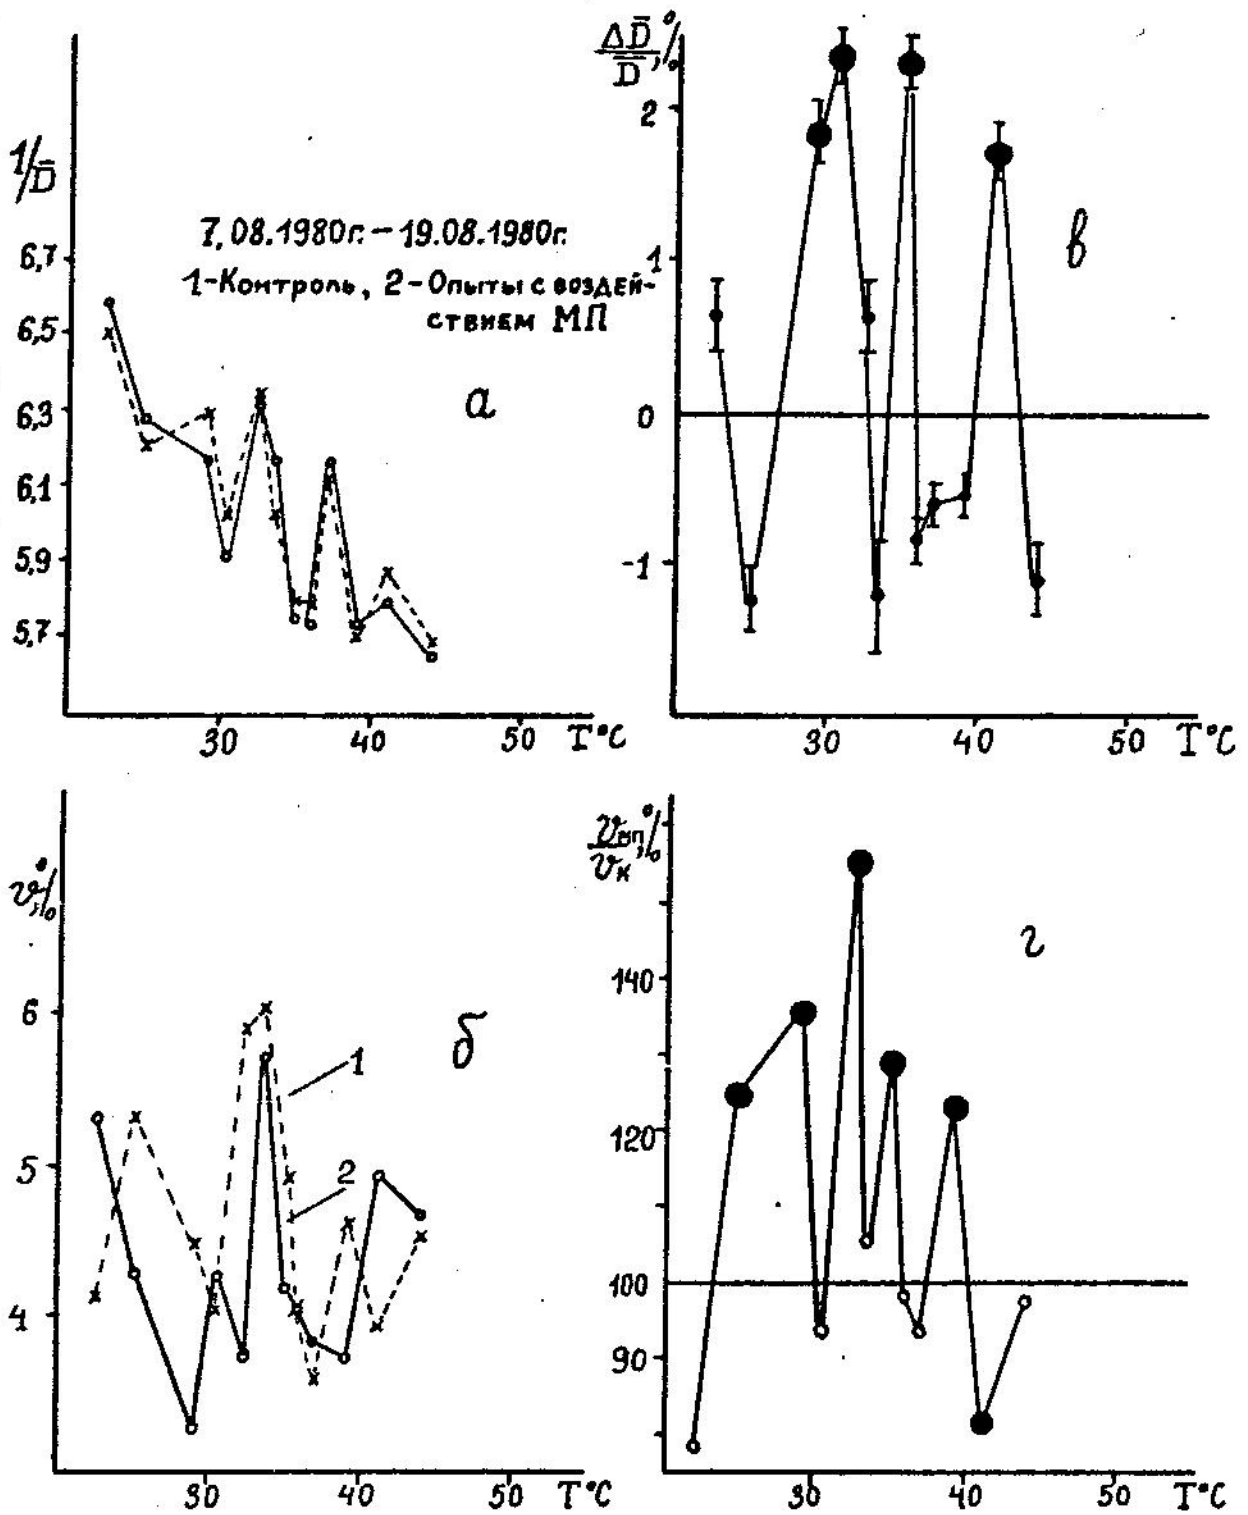 1/D̄
7.08.1980г. – 19.08.1980г.
1-Контроль, 2-Опыты с воздей-
ствием МП
а
6,7
6,5
6,3
6,1
5,9
5,7
30 40 50 T°C
ΔD̄/D̄, %
в
2
1
0
-1
30 40 50 T°C
v, %
б
1
2
6
5
4
30 40 50 T°C
vмп/vк, %
г
140
120
100
90
30 40 50 T°C